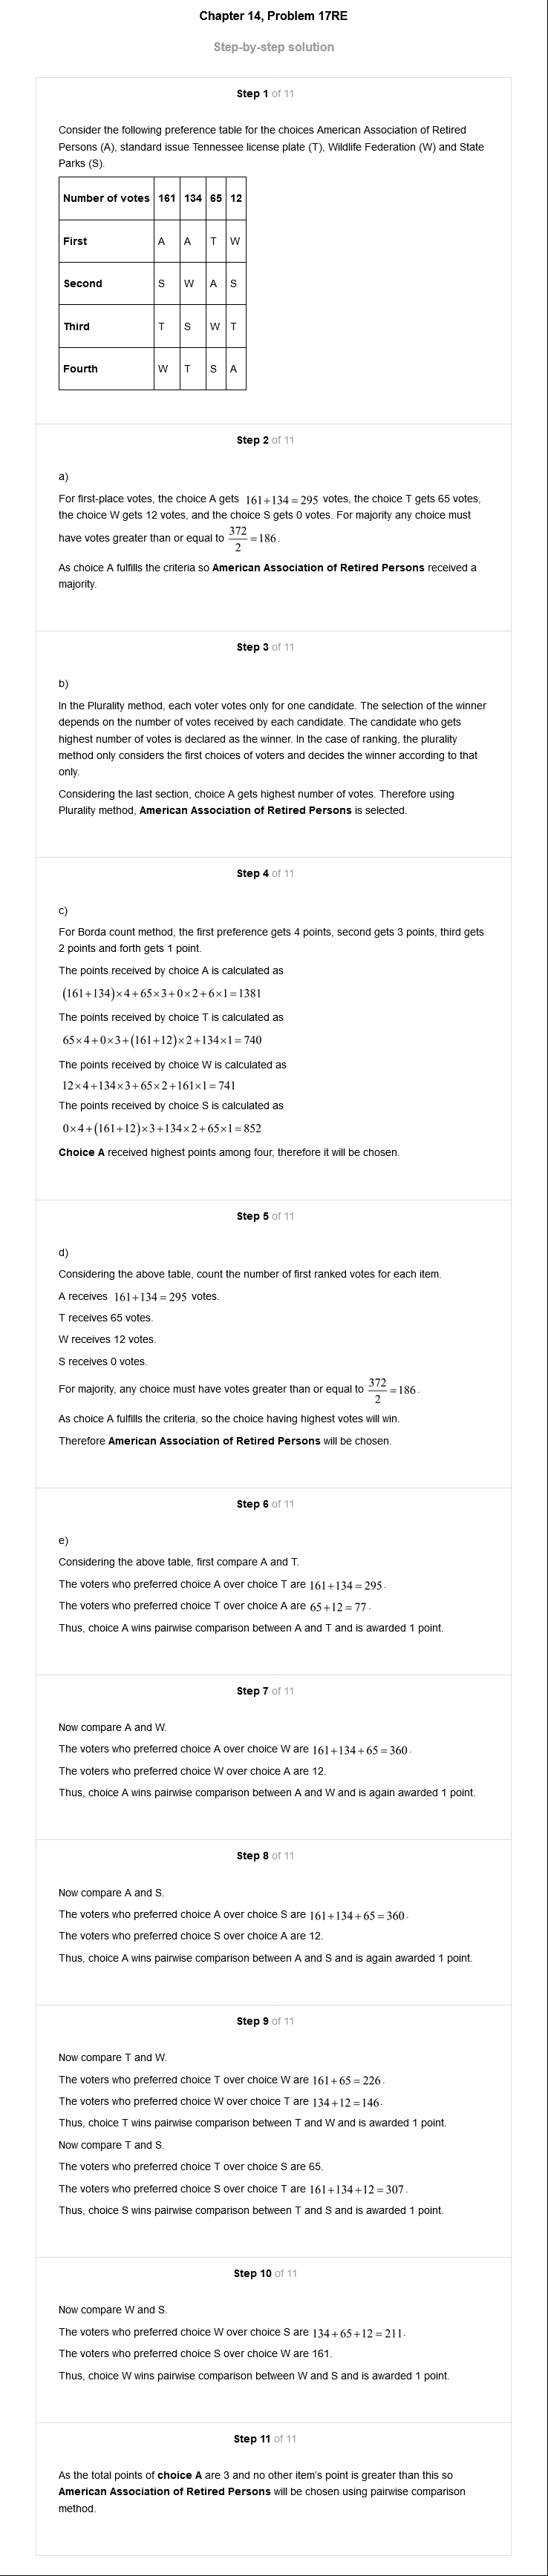 Chapter 14, Problem 17RE
Step-by-step solution
Step 1 of 11
Consider the following preference table for the choices American Association of Retired
Persons (A), standard issue Tennessee license plate (T), Wildlife Federation (W) and State
Parks (S).
Number of votes 161 134 65 12
First A A T W
Second S W A S
Third T S W T
Fourth W T S A
Step 2 of 11
a)
For first-place votes, the choice A gets 161+134 = 295 votes, the choice T gets 65 votes,
the choice W gets 12 votes, and the choice S gets 0 votes. For majority any choice must
have votes greater than or equal to 372/2 = 186.
As choice A fulfills the criteria so American Association of Retired Persons received a
majority.
Step 3 of 11
b)
In the Plurality method, each voter votes only for one candidate. The selection of the winner
depends on the number of votes received by each candidate. The candidate who gets
highest number of votes is declared as the winner. In the case of ranking, the plurality
method only considers the first choices of voters and decides the winner according to that
only.
Considering the last section, choice A gets highest number of votes. Therefore using
Plurality method, American Association of Retired Persons is selected.
Step 4 of 11
c)
For Borda count method, the first preference gets 4 points, second gets 3 points, third gets
2 points and forth gets 1 point.
The points received by choice A is calculated as
(161+134)×4+65×3+0×2+6×1=1381
The points received by choice T is calculated as
65×4+0×3+(161+12)×2+134×1=740
The points received by choice W is calculated as
12×4+134×3+65×2+161×1=741
The points received by choice S is calculated as
0×4+(161+12)×3+134×2+65×1=852
Choice A received highest points among four, therefore it will be chosen.
Step 5 of 11
d)
Considering the above table, count the number of first ranked votes for each item.
A receives 161+134 = 295 votes.
T receives 65 votes.
W receives 12 votes.
S receives 0 votes.
For majority, any choice must have votes greater than or equal to 372/2 = 186.
As choice A fulfills the criteria, so the choice having highest votes will win.
Therefore American Association of Retired Persons will be chosen.
Step 6 of 11
e)
Considering the above table, first compare A and T.
The voters who preferred choice A over choice T are 161+134 = 295.
The voters who preferred choice T over choice A are 65+12 = 77.
Thus, choice A wins pairwise comparison between A and T and is awarded 1 point.
Step 7 of 11
Now compare A and W.
The voters who preferred choice A over choice W are 161+134+65 = 360.
The voters who preferred choice W over choice A are 12.
Thus, choice A wins pairwise comparison between A and W and is again awarded 1 point.
Step 8 of 11
Now compare A and S.
The voters who preferred choice A over choice S are 161+134+65 = 360.
The voters who preferred choice S over choice A are 12.
Thus, choice A wins pairwise comparison between A and S and is again awarded 1 point.
Step 9 of 11
Now compare T and W.
The voters who preferred choice T over choice W are 161+65 = 226.
The voters who preferred choice W over choice T are 134+12 = 146.
Thus, choice T wins pairwise comparison between T and W and is awarded 1 point.
Now compare T and S.
The voters who preferred choice T over choice S are 65.
The voters who preferred choice S over choice T are 161+134+12 = 307.
Thus, choice S wins pairwise comparison between T and S and is awarded 1 point.
Step 10 of 11
Now compare W and S.
The voters who preferred choice W over choice S are 134+65+12 = 211.
The voters who preferred choice S over choice W are 161.
Thus, choice W wins pairwise comparison between W and S and is awarded 1 point.
Step 11 of 11
As the total points of choice A are 3 and no other item's point is greater than this so
American Association of Retired Persons will be chosen using pairwise comparison
method.